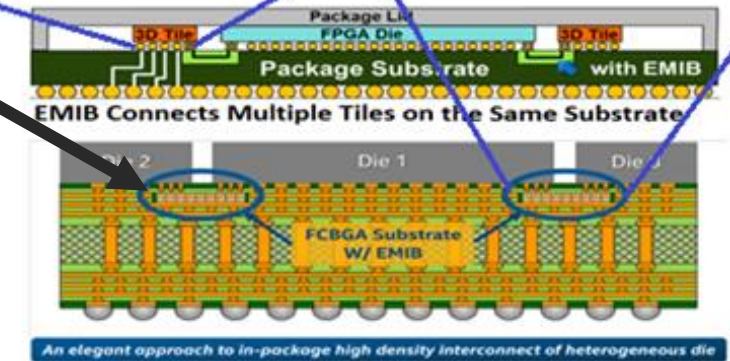 Package Lid
3D Tile FPGA Die 3D Tile
Package Substrate with EMIB
EMIB Connects Multiple Tiles on the Same Substrate
Die 2 Die 1 Die 3
FCBGA Substrate
W/ EMIB
An elegant approach to in-package high density interconnect of heterogeneous die